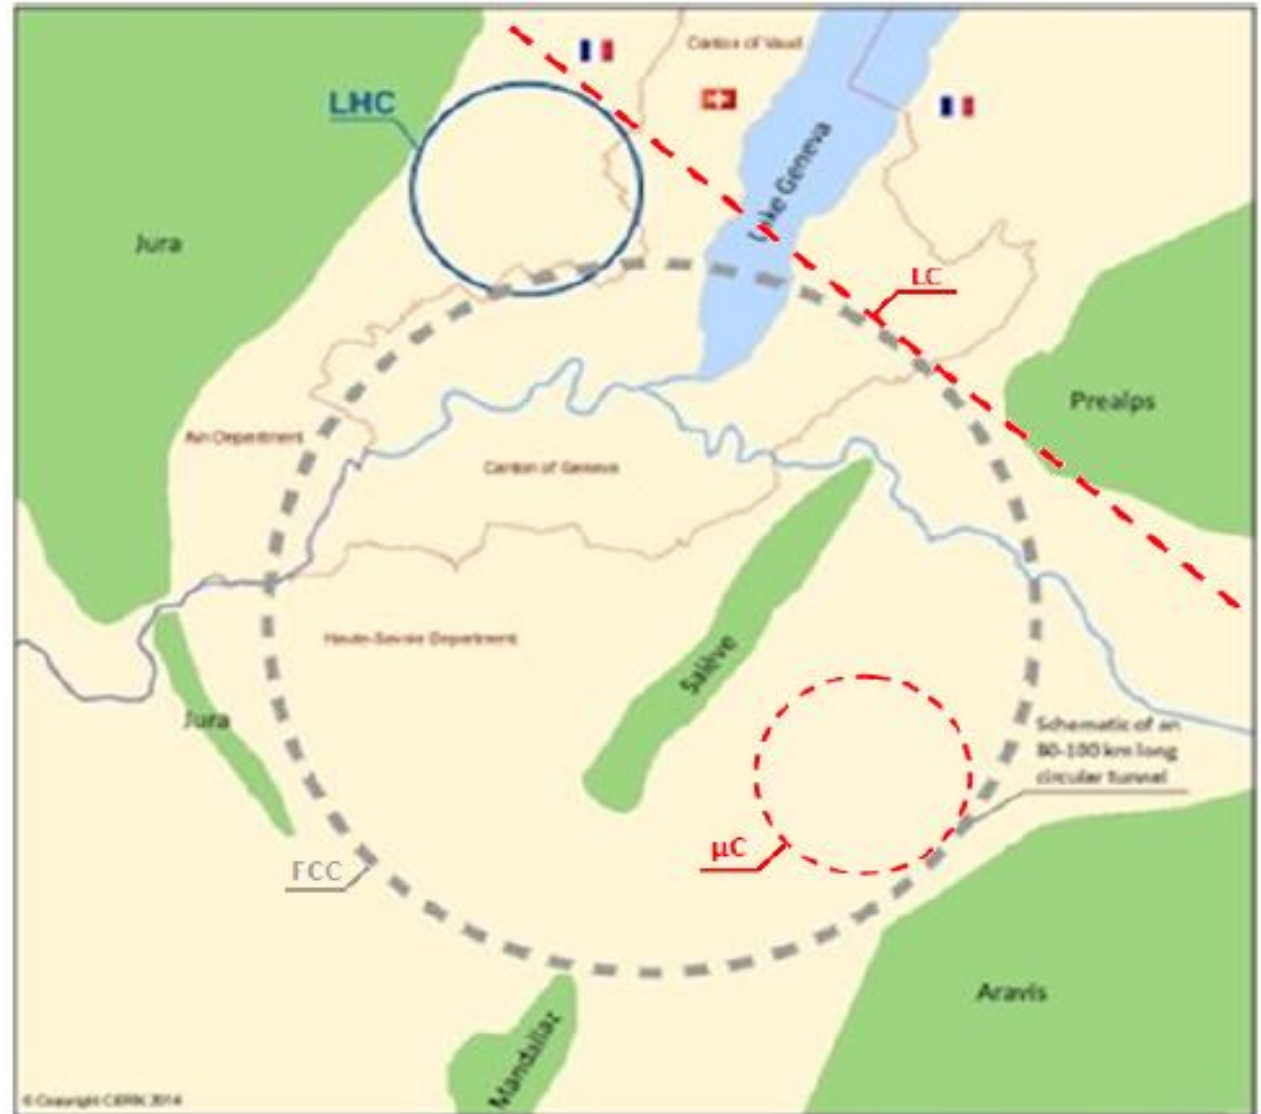 Canton of Vaud
LHC
Lake Geneva
Jura
LC
Prealps
Ain Department
Canton of Geneva
Haute-Savoie Department
Salève
Jura
Schematic of an
80-100 km long
circular tunnel
µC
FCC
Aravis
Mandallaz
© Copyright CERN 2014